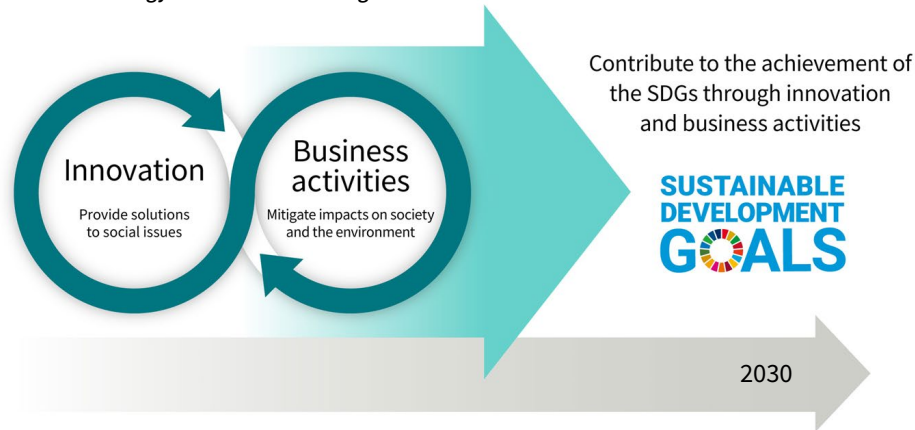 Innovation
Provide solutions
to social issues
Business
activities
Mitigate impacts on society
and the environment
Contribute to the achievement of
the SDGs through innovation
and business activities
SUSTAINABLE
DEVELOPMENT
GOALS
2030